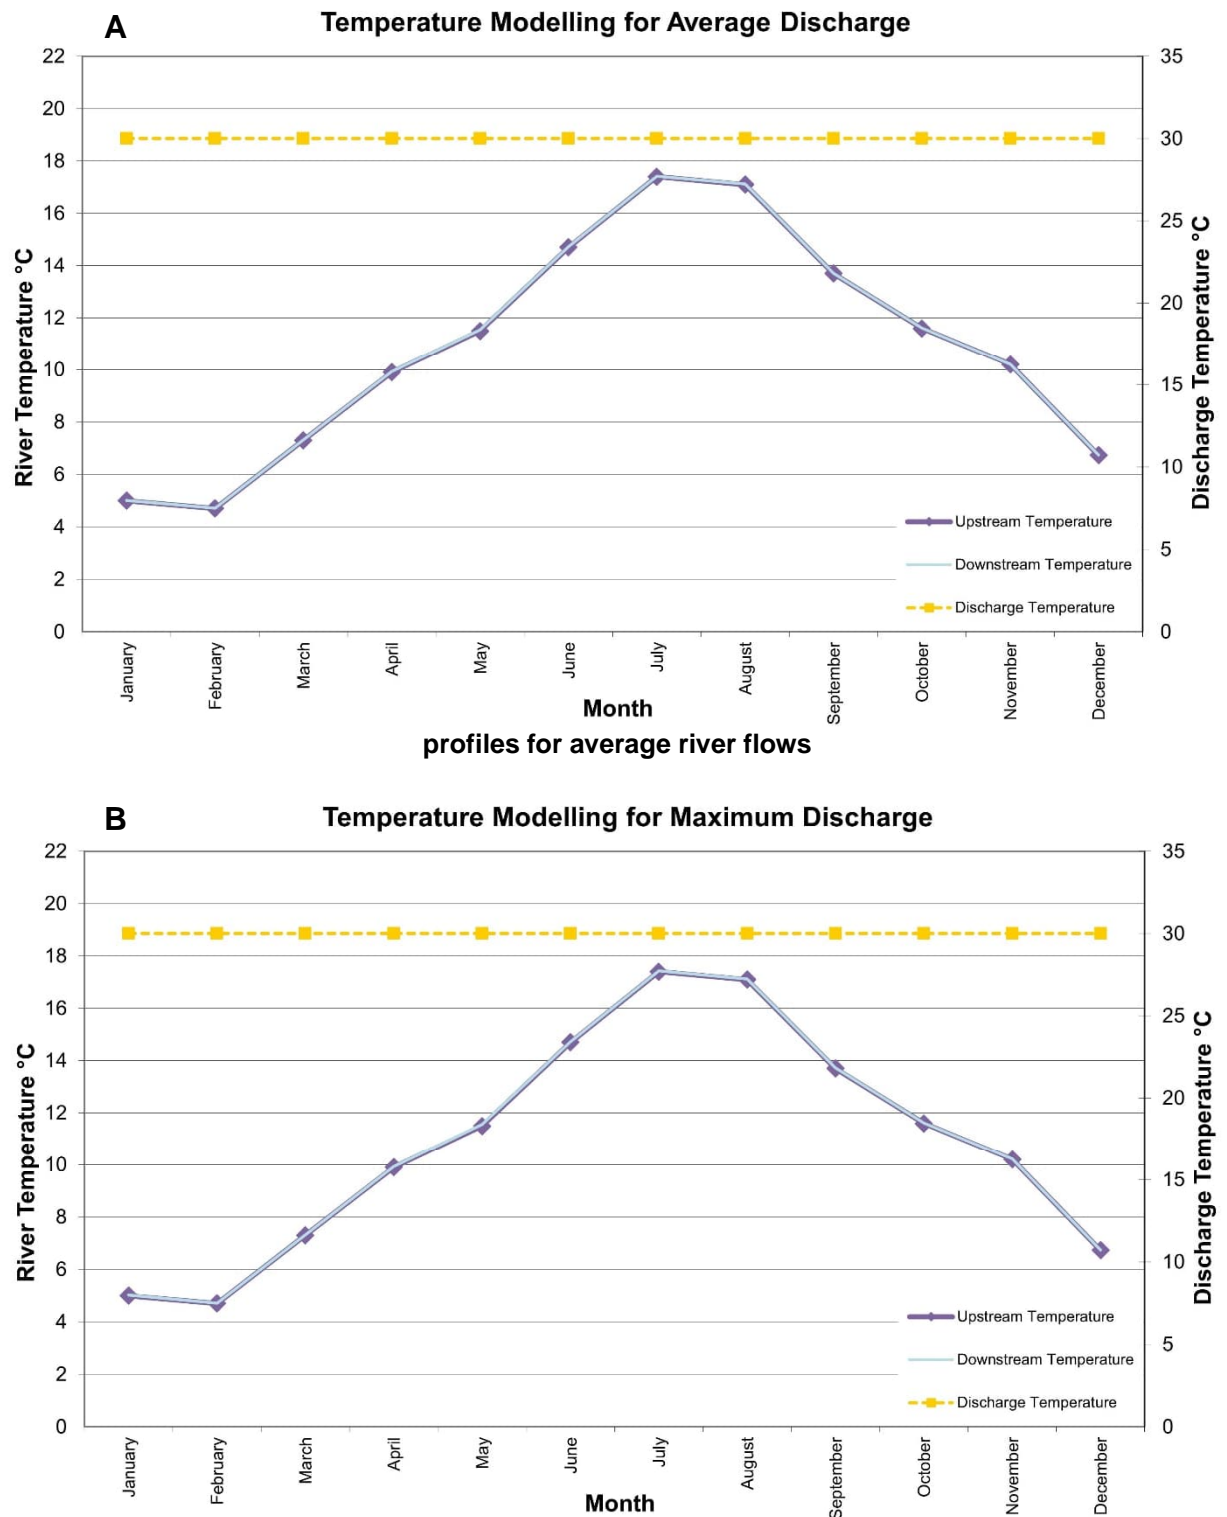 A
Temperature Modelling for Average Discharge
22
20
18
16
14
12
10
8
6
4
2
0
River Temperature °C
35
30
25
20
15
10
5
0
Discharge Temperature °C
Upstream Temperature
Downstream Temperature
Discharge Temperature
January
February
March
April
May
June
July
August
September
October
November
December
Month
profiles for average river flows
B
Temperature Modelling for Maximum Discharge
22
20
18
16
14
12
10
8
6
4
2
0
River Temperature °C
35
30
25
20
15
10
5
0
Discharge Temperature °C
Upstream Temperature
Downstream Temperature
Discharge Temperature
January
February
March
April
May
June
July
August
September
October
November
December
Month